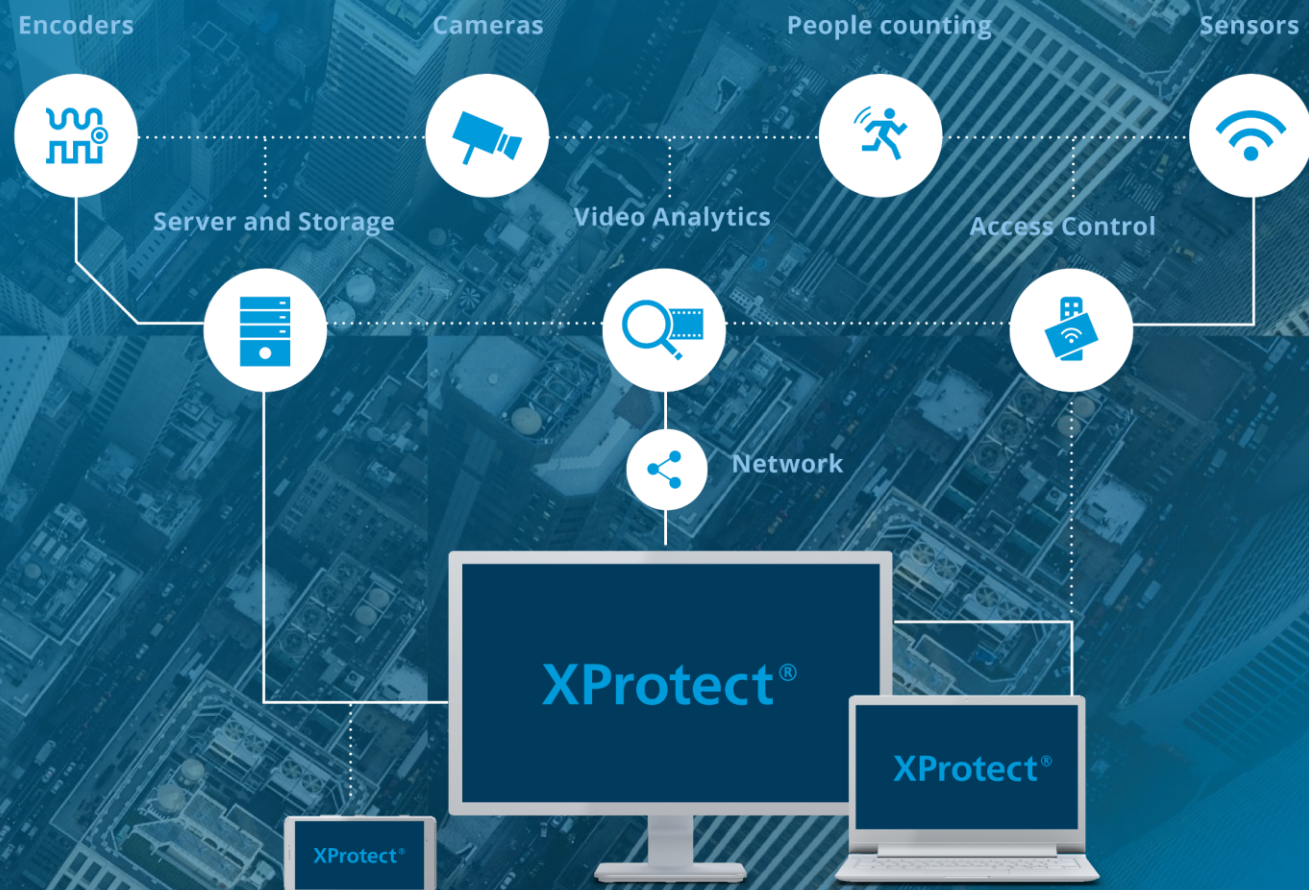 Encoders
Cameras
People counting
Sensors
Server and Storage
Video Analytics
Access Control
Network
XProtect®
XProtect®
XProtect®